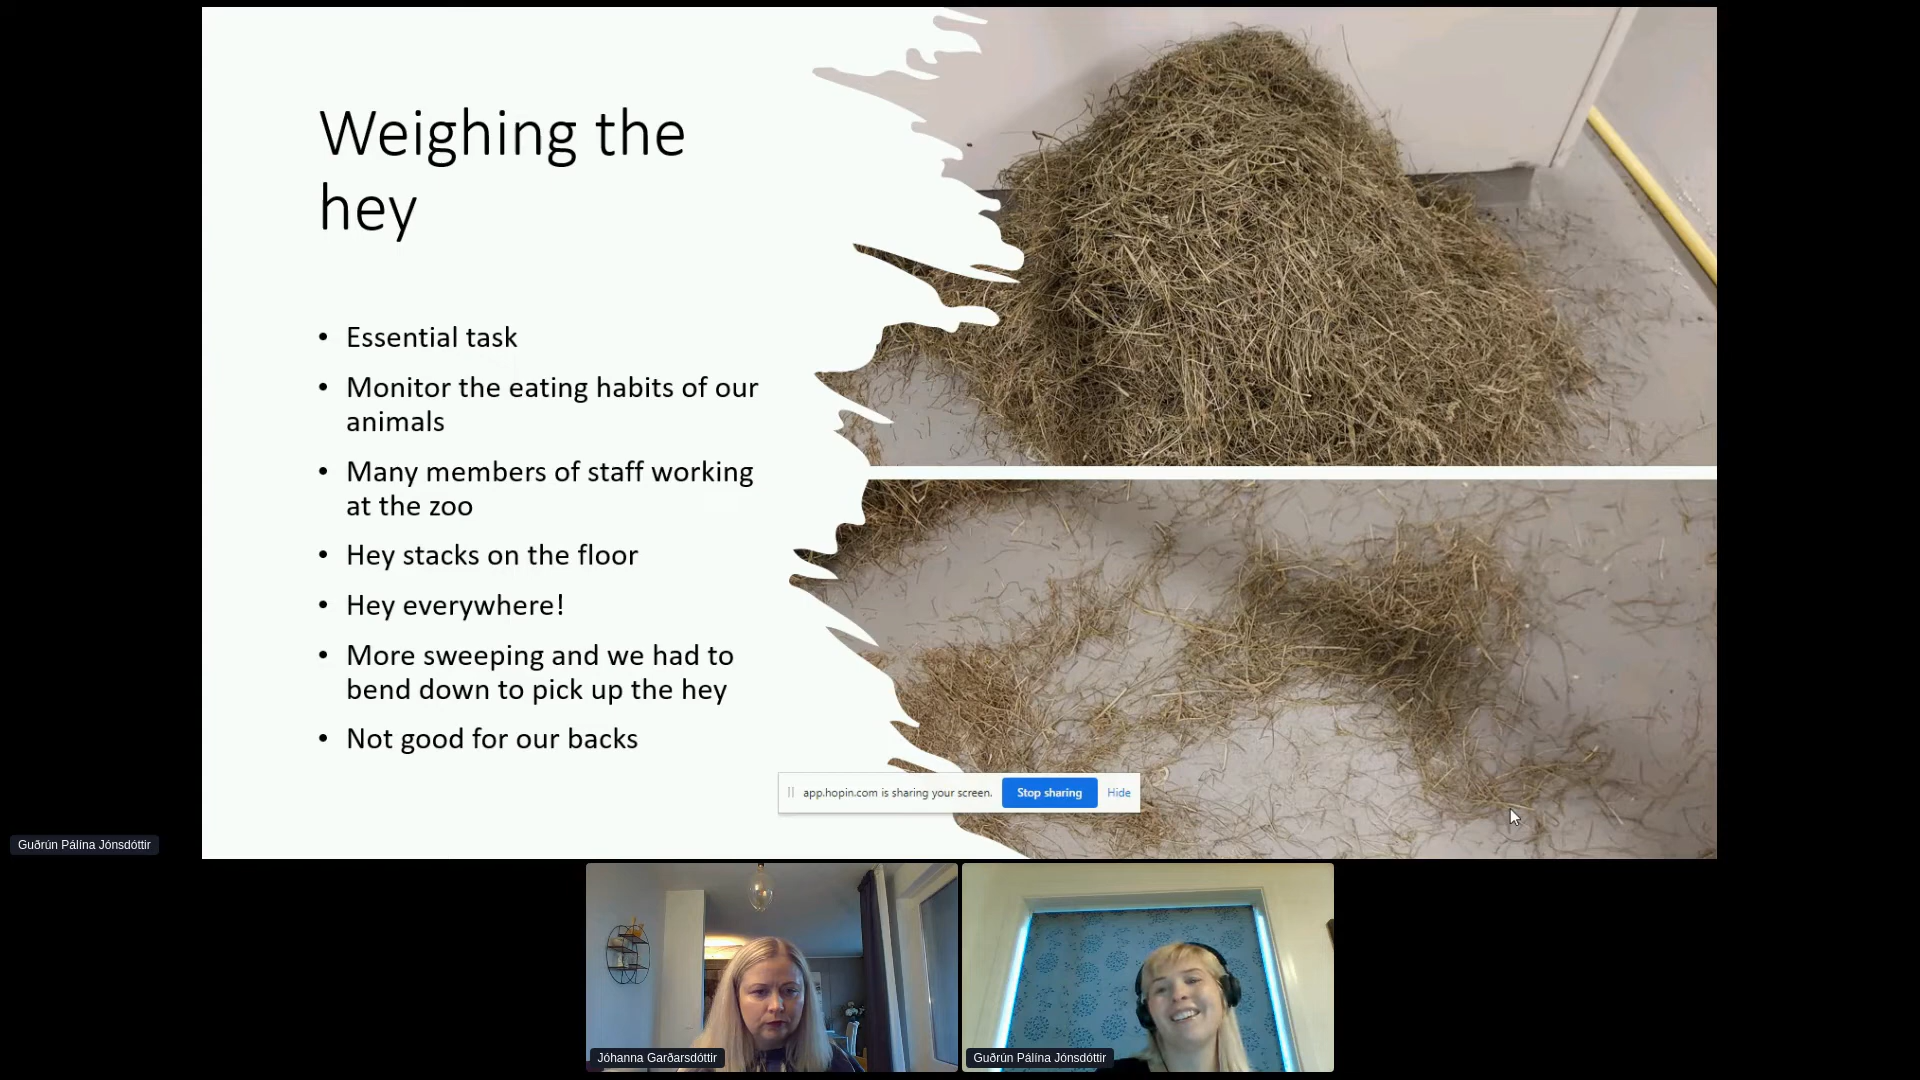 Weighing the
hey
• Essential task
• Monitor the eating habits of our
animals
• Many members of staff working
at the zoo
• Hey stacks on the floor
• Hey everywhere!
• More sweeping and we had to
bend down to pick up the hey
• Not good for our backs
app.hopin.com is sharing your screen. Stop sharing Hide
Guðrún Pálína Jónsdóttir
Jóhanna Garðarsdóttir
Guðrún Pálína Jónsdóttir